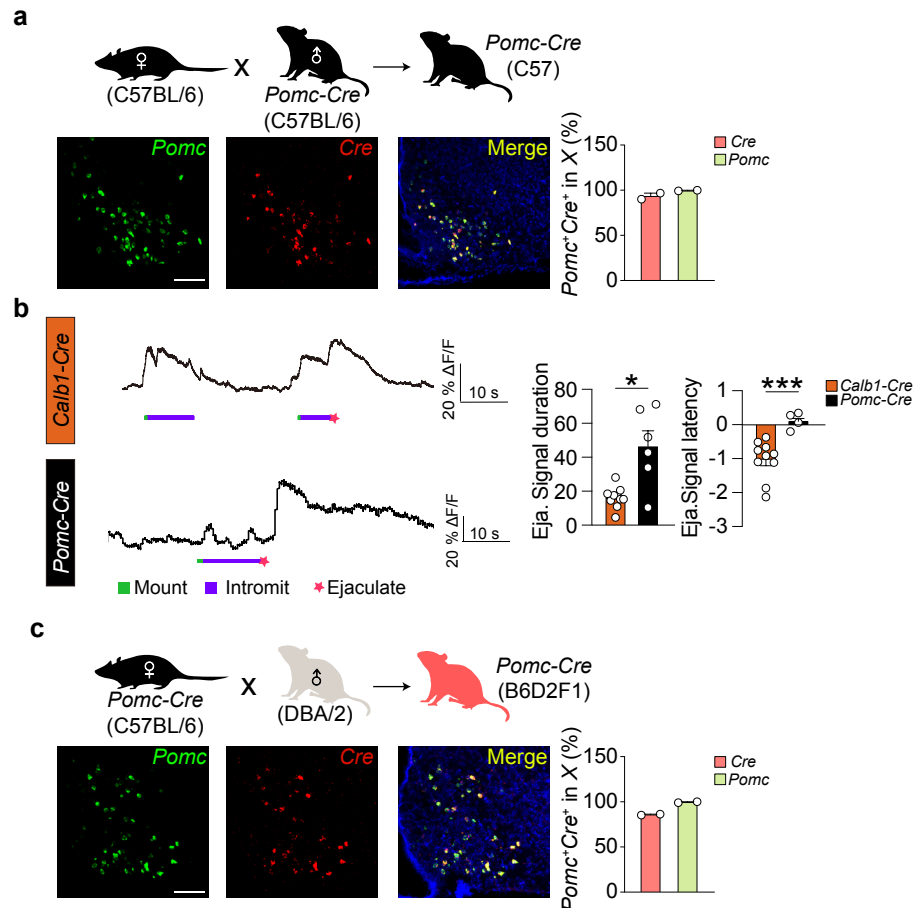 a
♀
X
♂
Pomc-Cre
(C57)
(C57BL/6)
Pomc-Cre
(C57BL/6)
Pomc
Cre
Merge
Pomc⁺Cre⁺ in X (%)
150
100
50
0
Cre
Pomc
b
Calb1-Cre
20 % ΔF/F
10 s
Pomc-Cre
20 % ΔF/F
10 s
Mount
Intromit
Ejaculate
Eja. Signal duration
80
60
40
20
0
*
Eja.Signal latency
1
0
-1
-2
-3
***
Calb1-Cre
Pomc-Cre
c
♀
X
♂
Pomc-Cre
(B6D2F1)
Pomc-Cre
(C57BL/6)
(DBA/2)
Pomc
Cre
Merge
Pomc⁺Cre⁺ in X (%)
150
100
50
0
Cre
Pomc